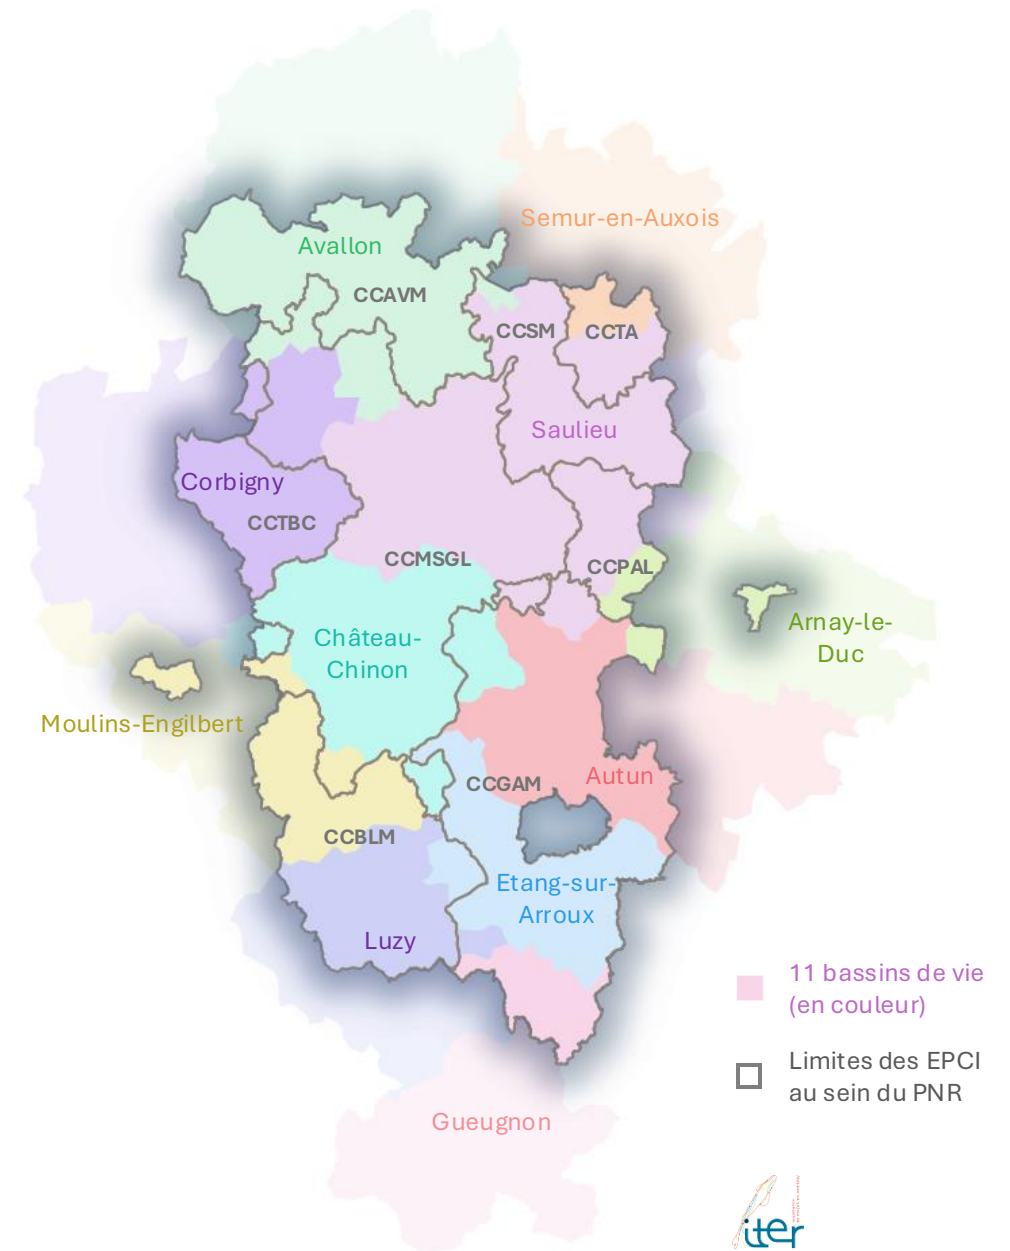 Semur-en-Auxois
Avallon
CCAVM
CCSM
CCTA
Saulieu
Corbigny
CCTBC
CCMSGL
CCPAL
Château-
Chinon
Arnay-le-
Duc
Moulins-Engilbert
CCGAM
Autun
CCBLM
Etang-sur-
Arroux
Luzy
11 bassins de vie
(en couleur)
Limites des EPCI
au sein du PNR
Gueugnon
iter